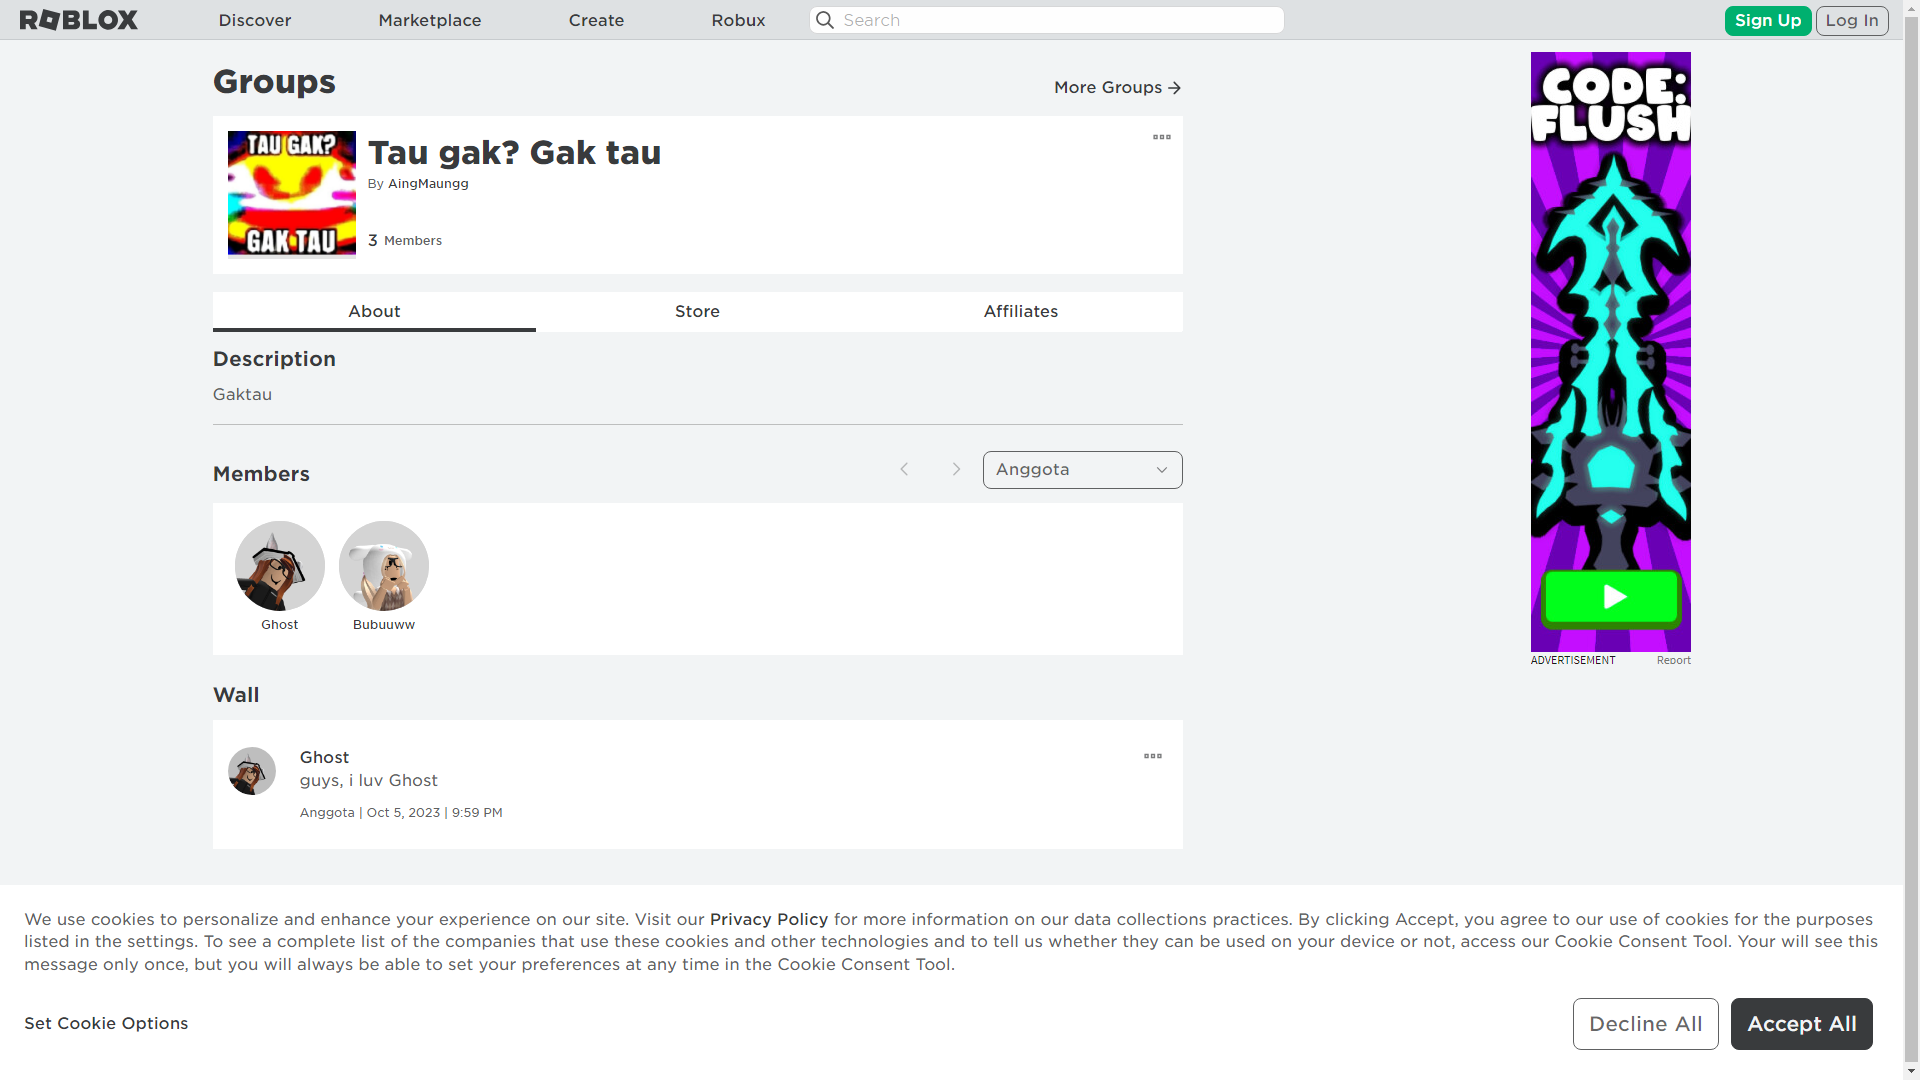 ROBLOX Discover Marketplace Create Robux Search Sign Up Log In
Groups More Groups
TAU GAK?
GAK TAU
Tau gak? Gak tau
By AingMaungg
3 Members
About Store Affiliates
Description
Gaktau
Members Anggota
Ghost Bubuuww
Wall
Ghost
guys, i luv Ghost
Anggota | Oct 5, 2023 | 9:59 PM
CODE:
FLUSH
ADVERTISEMENT Report
We use cookies to personalize and enhance your experience on our site. Visit our Privacy Policy for more information on our data collections practices. By clicking Accept, you agree to our use of cookies for the purposes
listed in the settings. To see a complete list of the companies that use these cookies and other technologies and to tell us whether they can be used on your device or not, access our Cookie Consent Tool. Your will see this
message only once, but you will always be able to set your preferences at any time in the Cookie Consent Tool.
Set Cookie Options Decline All Accept All